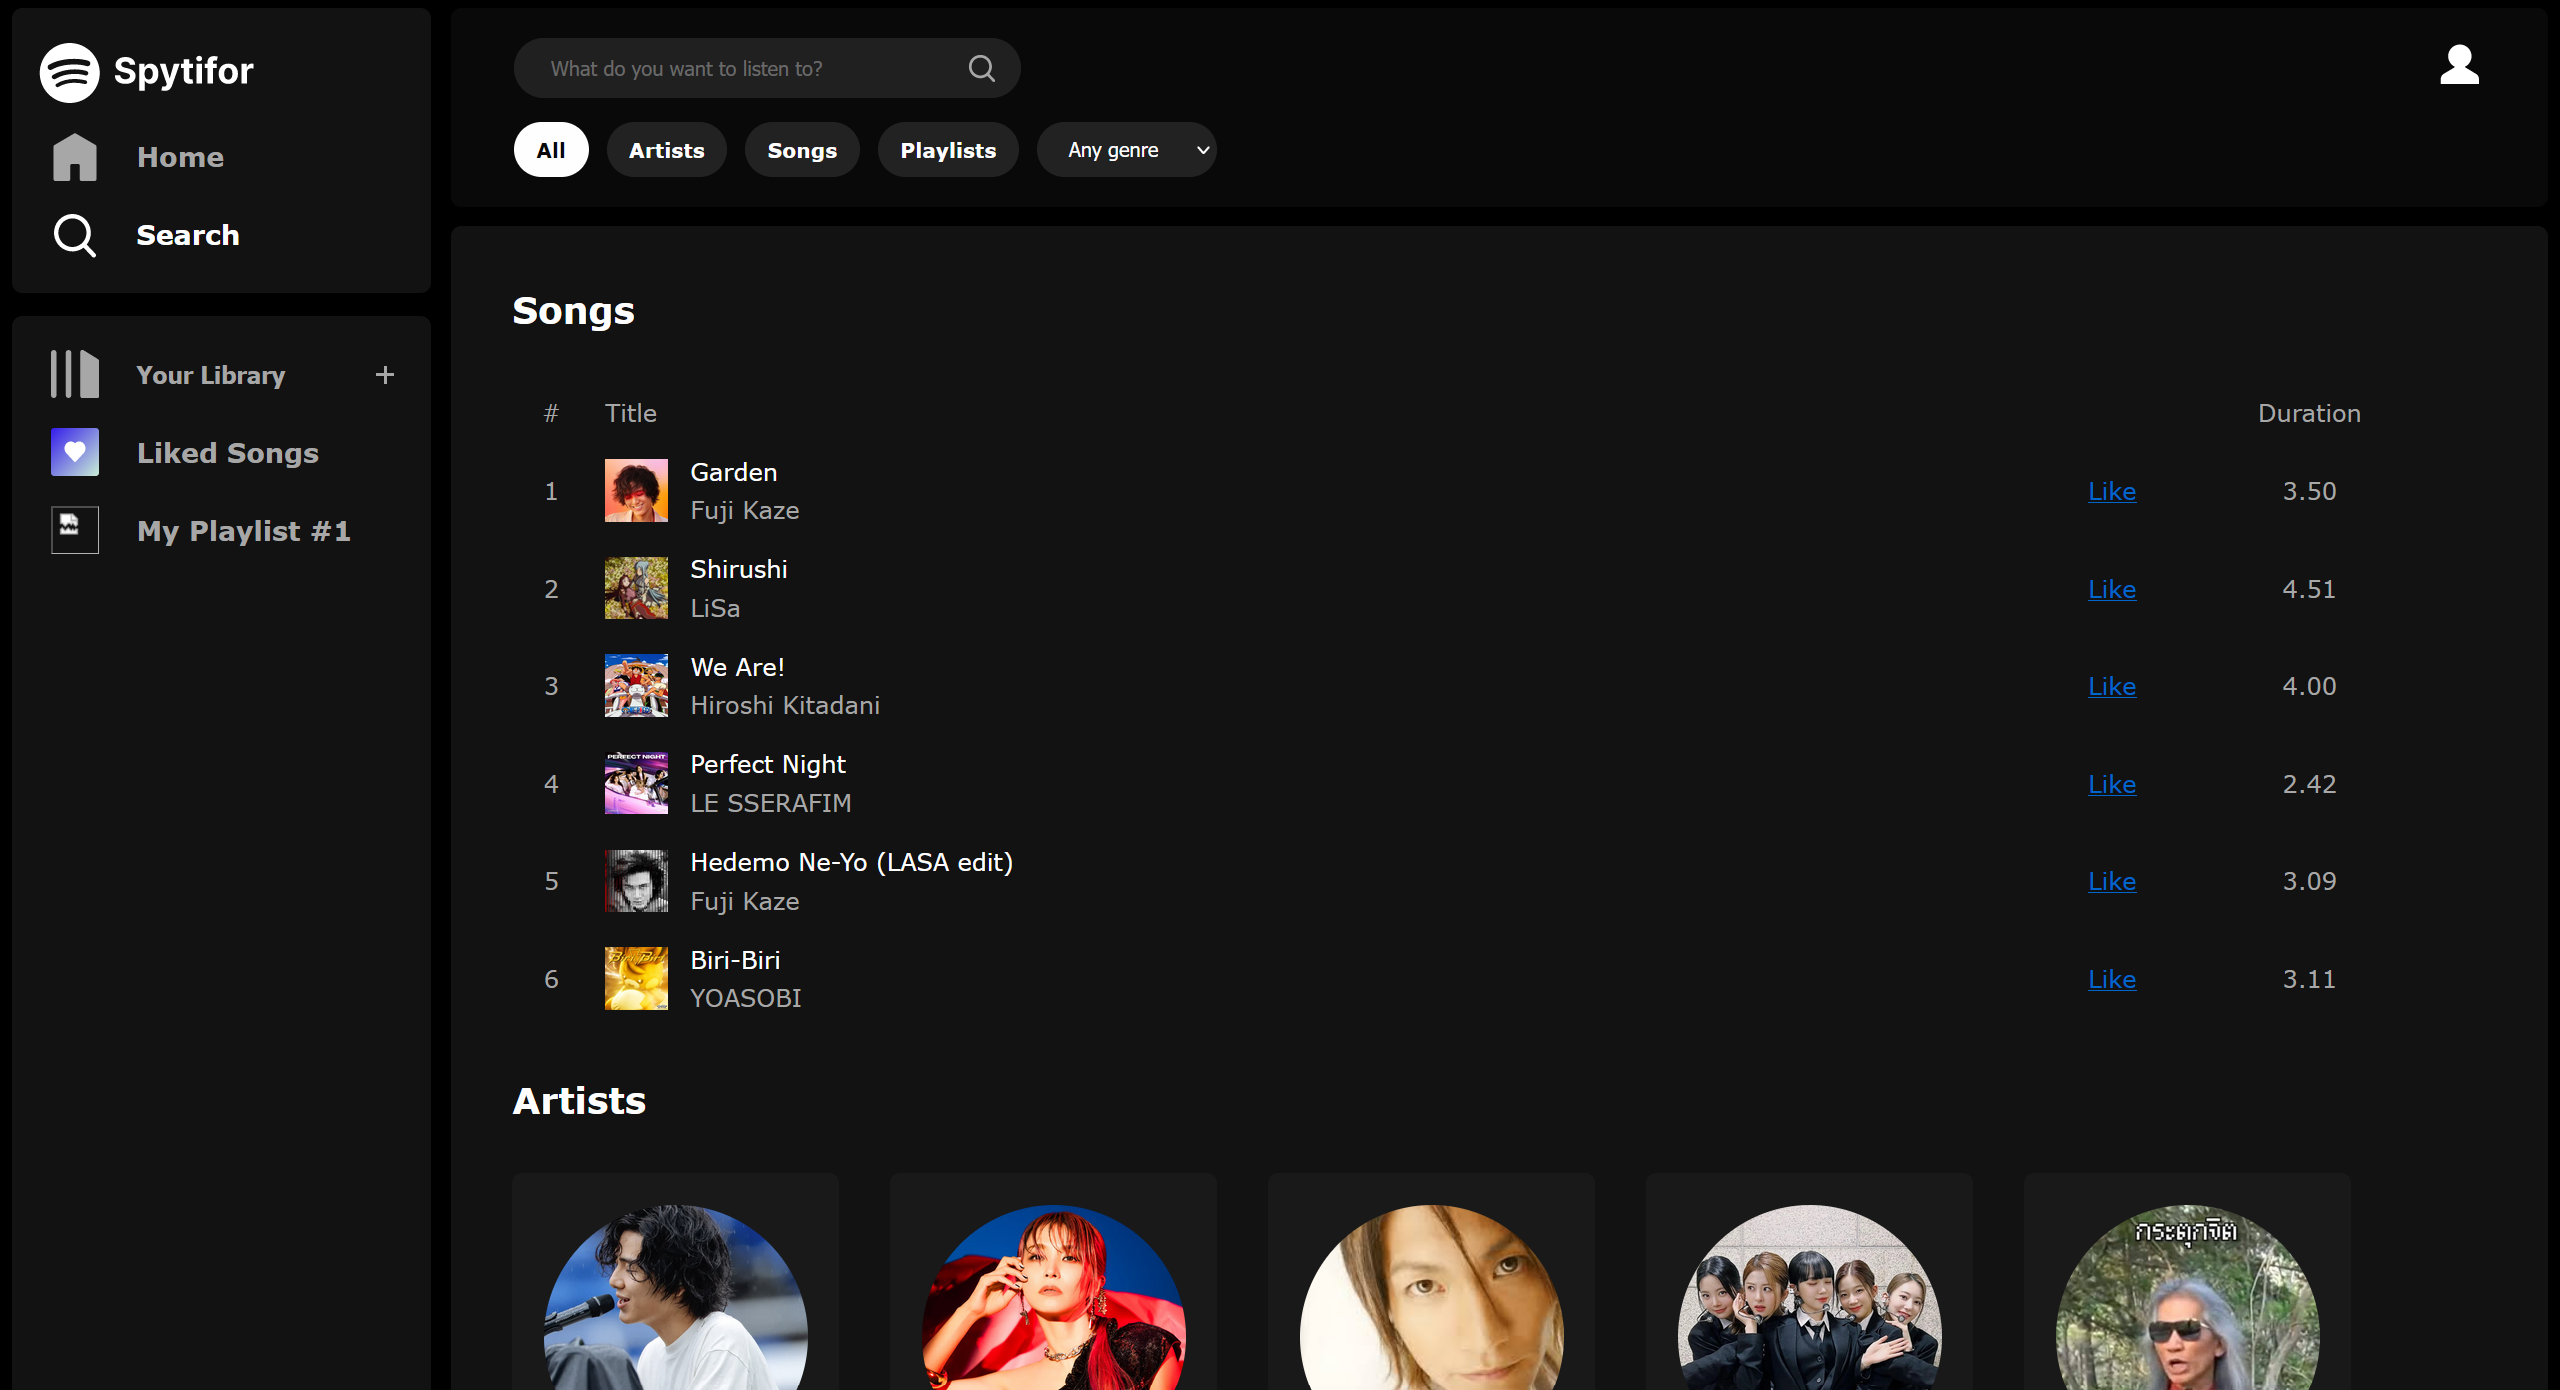 Spytifor
Home
Search
Your Library +
Liked Songs
My Playlist #1
What do you want to listen to?
All Artists Songs Playlists Any genre
Songs
# Title Duration
1 Garden Like 3.50
Fuji Kaze
2 Shirushi Like 4.51
LiSa
3 We Are! Like 4.00
Hiroshi Kitadani
PERFECT NIGHT
4 Perfect Night Like 2.42
LE SSERAFIM
5 Hedemo Ne-Yo (LASA edit) Like 3.09
Fuji Kaze
Biri-Biri
6 Biri-Biri Like 3.11
YOASOBI
Artists
กระตุกจิต